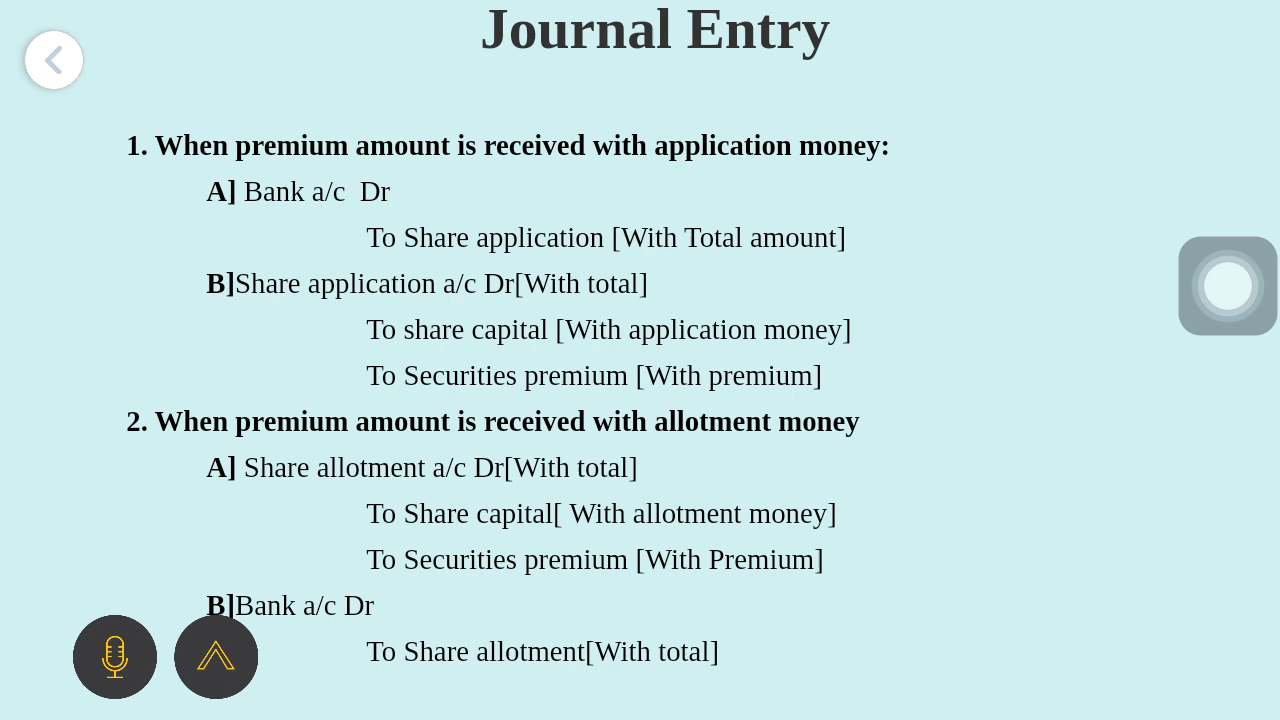 Journal Entry
1. When premium amount is received with application money:
A] Bank a/c  Dr
To Share application [With Total amount]
B]Share application a/c Dr[With total]
To share capital [With application money]
To Securities premium [With premium]
2. When premium amount is received with allotment money
A] Share allotment a/c Dr[With total]
To Share capital[ With allotment money]
To Securities premium [With Premium]
B]Bank a/c Dr
To Share allotment[With total]